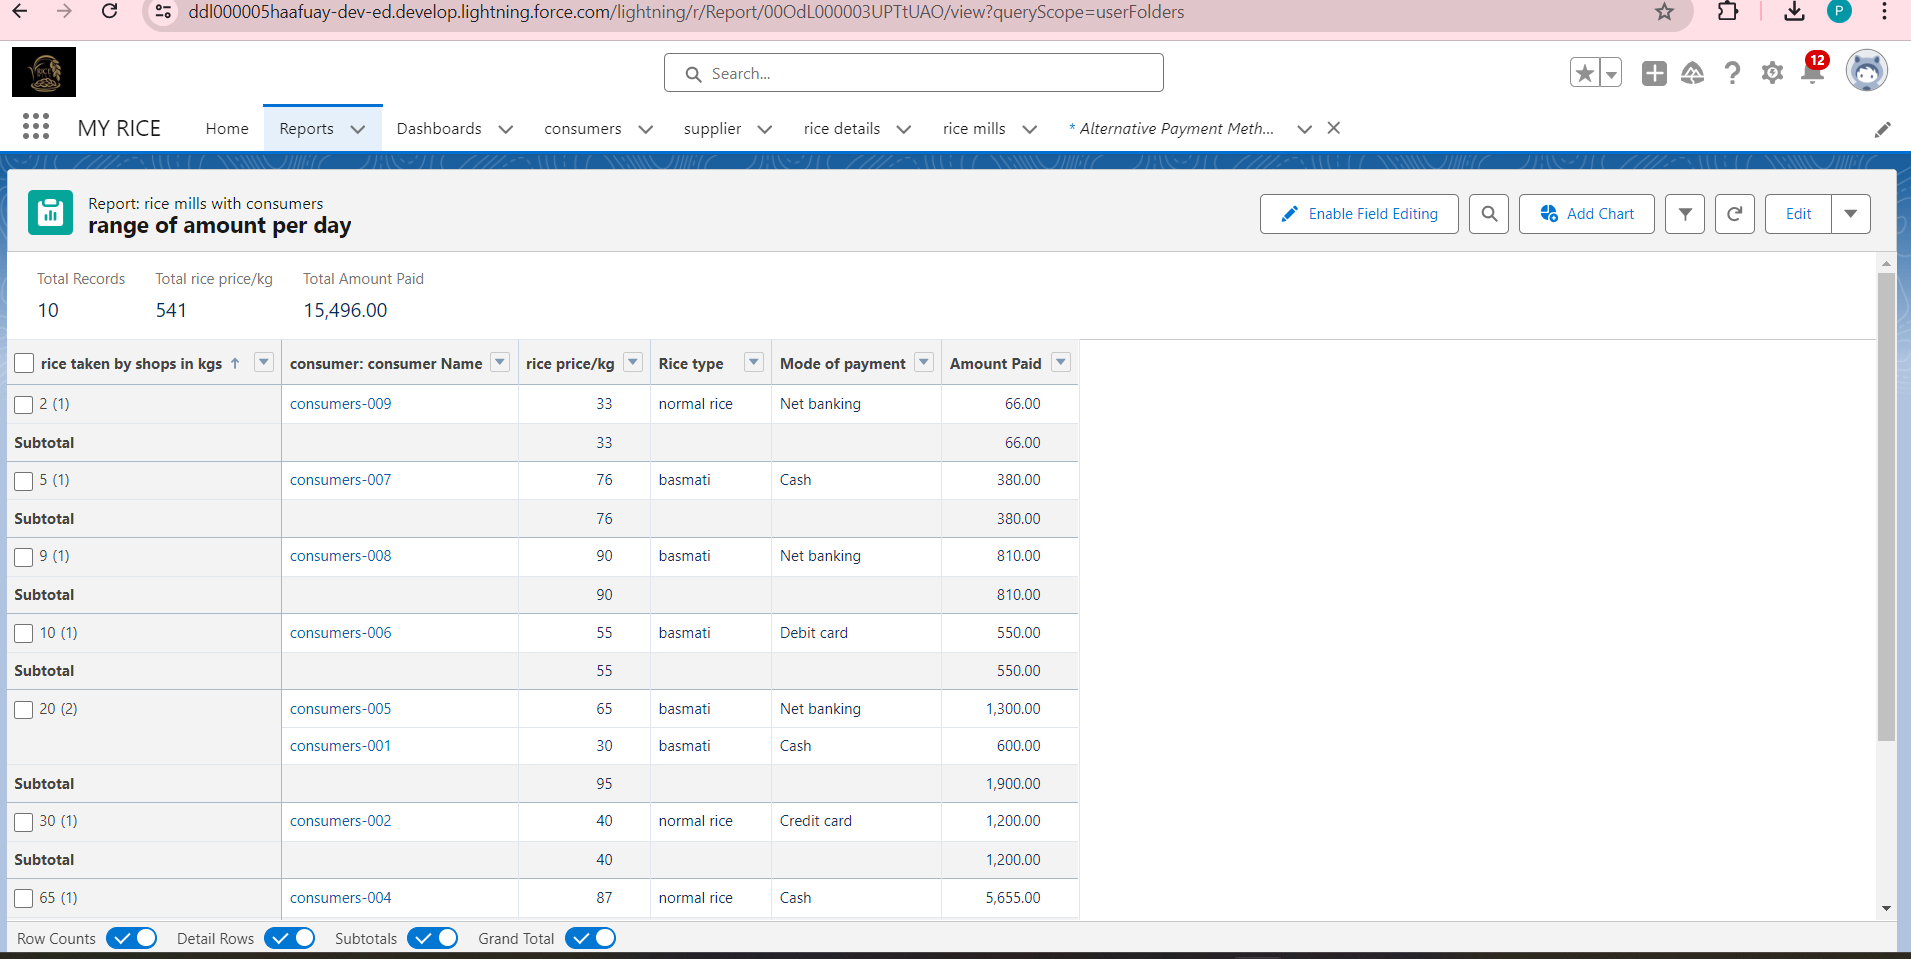 ddl000005haafuay-dev-ed.develop.lightning.force.com/lightning/r/Report/00OdL000003UPTtUAO/view?queryScope=userFolders
P
RICE
Search...
12
MY RICE Home Reports Dashboards consumers supplier rice details rice mills * Alternative Payment Meth...
Report: rice mills with consumers
range of amount per day
Enable Field Editing Add Chart Edit
Total Records Total rice price/kg Total Amount Paid
10 541 15,496.00
rice taken by shops in kgs ↑ consumer: consumer Name rice price/kg Rice type Mode of payment Amount Paid
2 (1) consumers-009 33 normal rice Net banking 66.00
Subtotal 33 66.00
5 (1) consumers-007 76 basmati Cash 380.00
Subtotal 76 380.00
9 (1) consumers-008 90 basmati Net banking 810.00
Subtotal 90 810.00
10 (1) consumers-006 55 basmati Debit card 550.00
Subtotal 55 550.00
20 (2) consumers-005 65 basmati Net banking 1,300.00
consumers-001 30 basmati Cash 600.00
Subtotal 95 1,900.00
30 (1) consumers-002 40 normal rice Credit card 1,200.00
Subtotal 40 1,200.00
65 (1) consumers-004 87 normal rice Cash 5,655.00
Row Counts Detail Rows Subtotals Grand Total